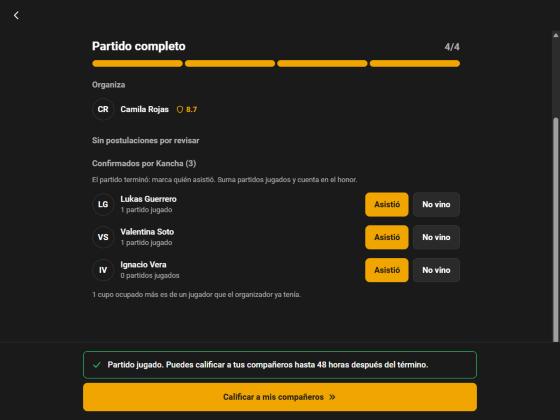 Partido completo 4/4
Organiza
CR Camila Rojas 8.7
Sin postulaciones por revisar
Confirmados por Kancha (3)
El partido terminó: marca quién asistió. Suma partidos jugados y cuenta en el honor.
LG Lukas Guerrero Asistió No vino
1 partido jugado
VS Valentina Soto Asistió No vino
1 partido jugado
IV Ignacio Vera Asistió No vino
0 partidos jugados
1 cupo ocupado más es de un jugador que el organizador ya tenía.
Partido jugado. Puedes calificar a tus compañeros hasta 48 horas después del término.
Calificar a mis compañeros »